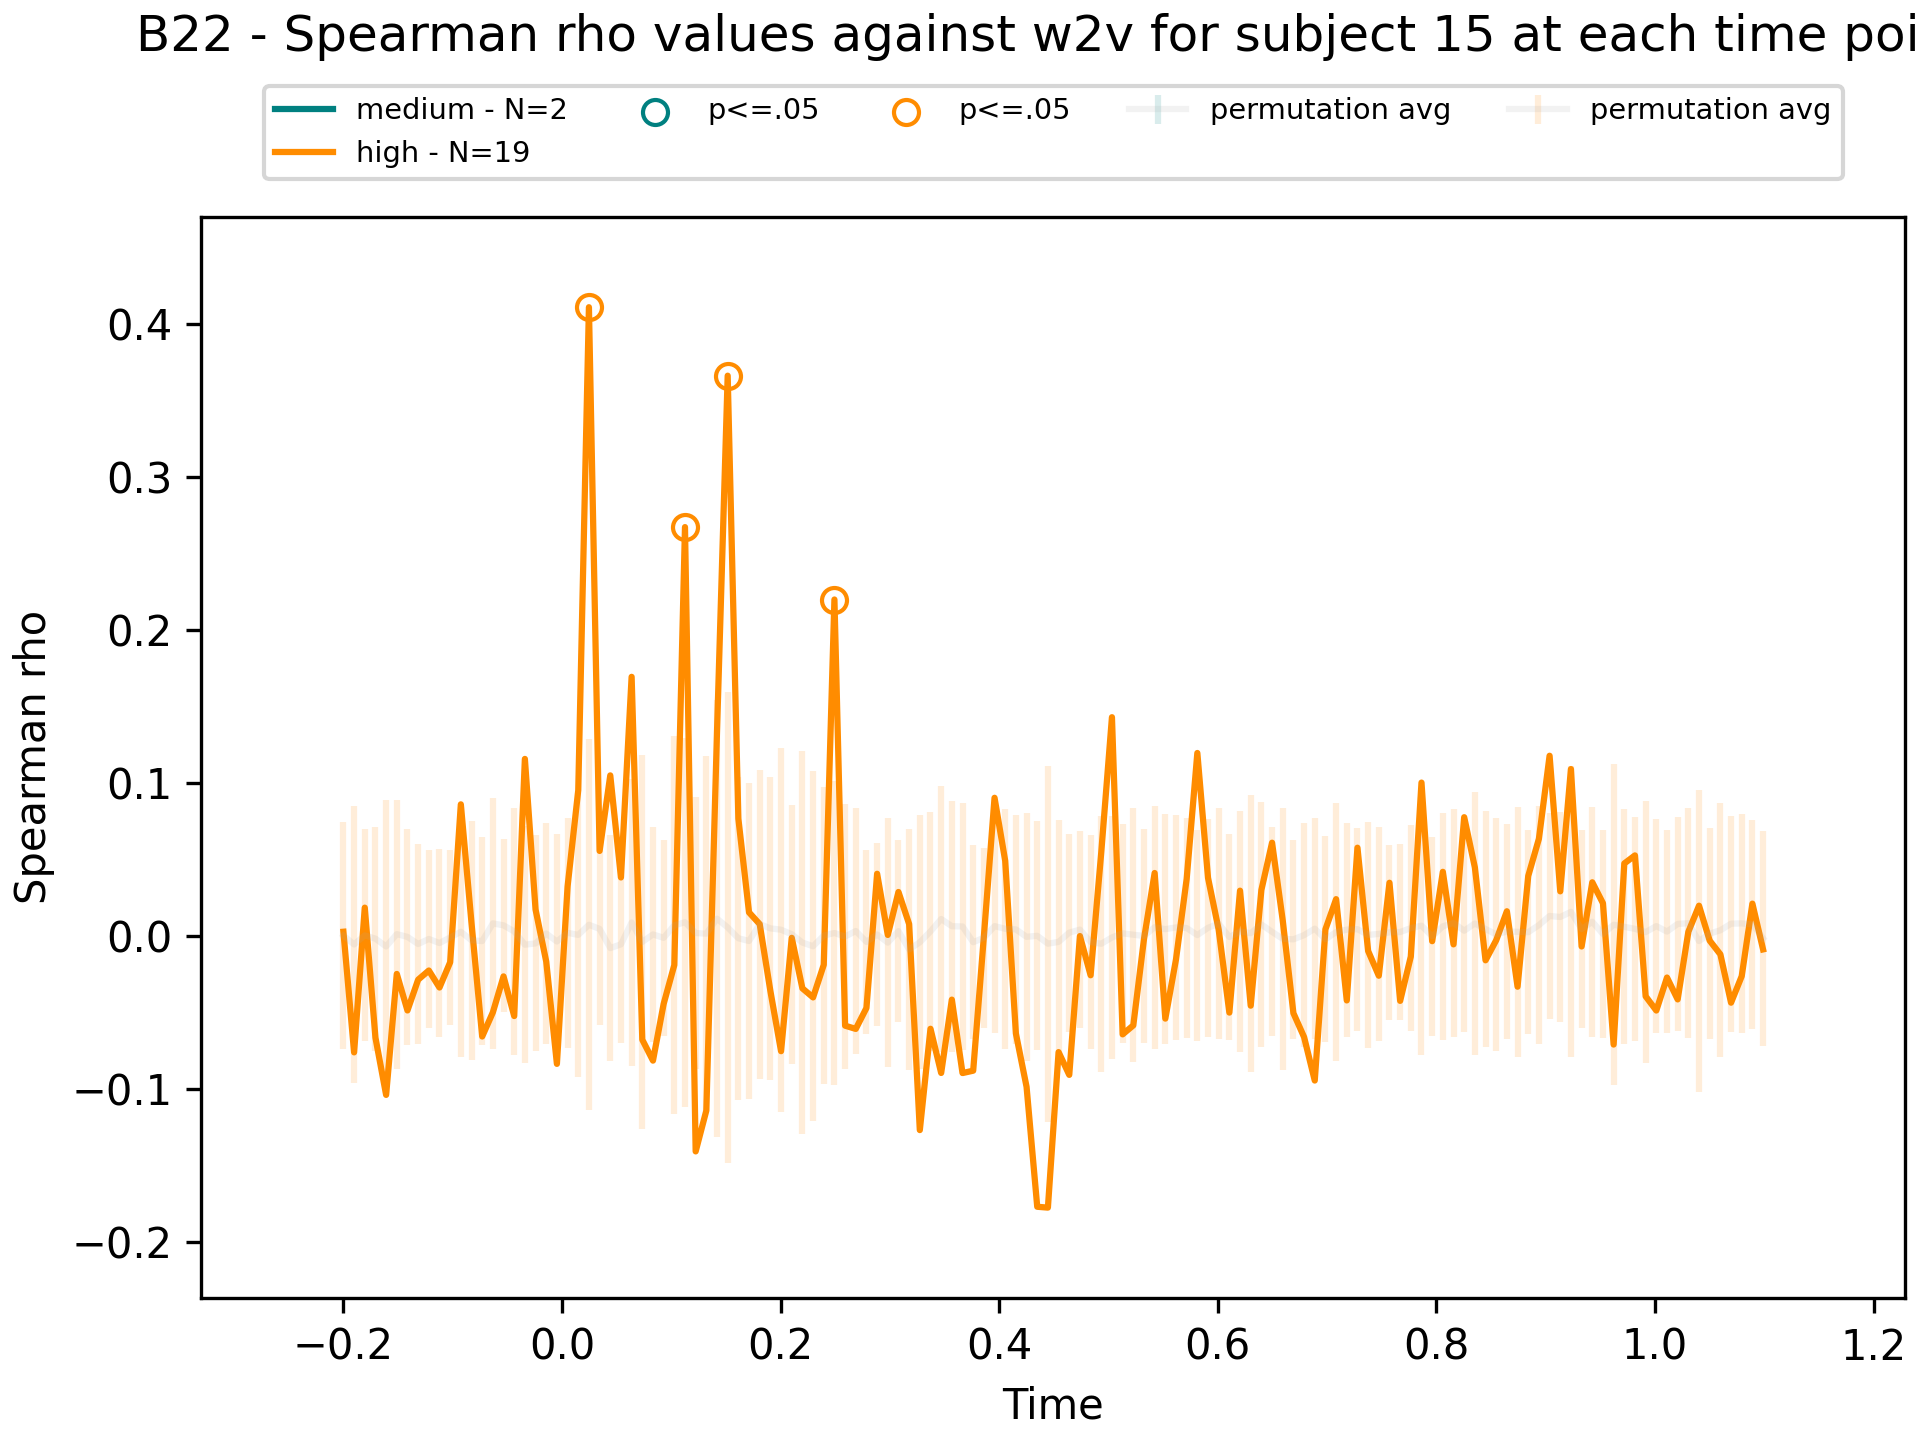 B22 - Spearman rho values against w2v for subject 15 at each time poi
medium - N=2
high - N=19
p<=.05
p<=.05
permutation avg
permutation avg
Spearman rho
0.4
0.3
0.2
0.1
0.0
−0.1
−0.2
−0.2 0.0 0.2 0.4 0.6 0.8 1.0 1.2
Time